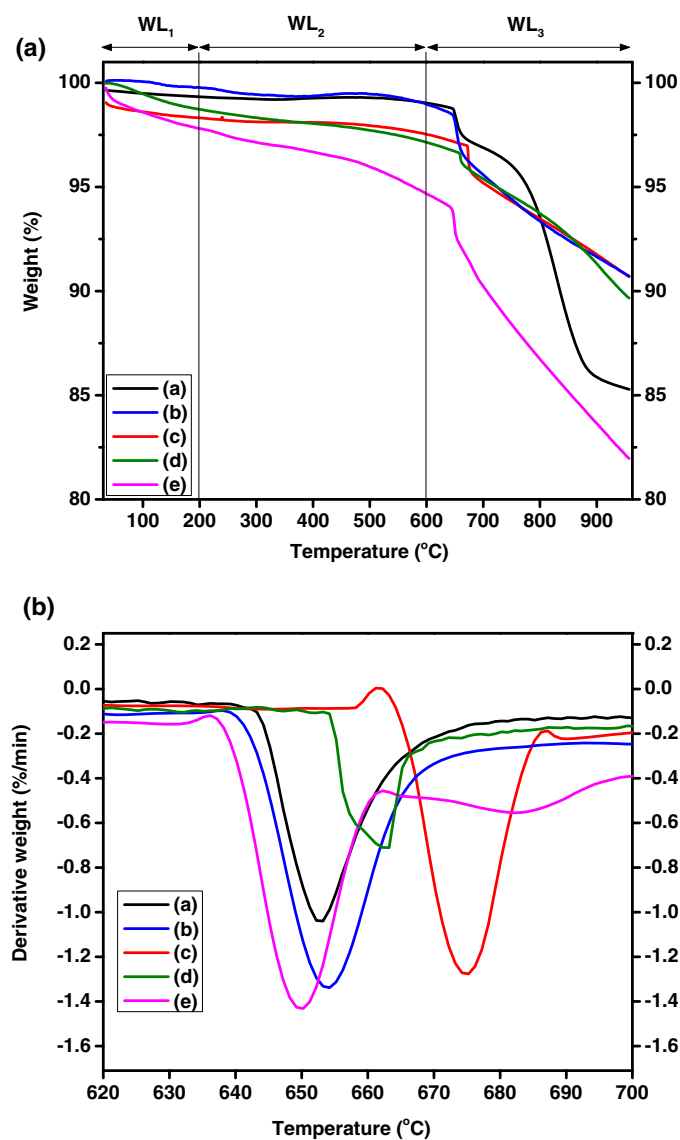 WL1 WL2 WL3
(a)
100 100
95 95
90 90
85 85
80 80
Weight (%)
(a)
(b)
(c)
(d)
(e)
100 200 300 400 500 600 700 800 900
Temperature (oC)
(b)
0.2 0.2
0.0 0.0
-0.2 -0.2
-0.4 -0.4
-0.6 -0.6
-0.8 -0.8
-1.0 -1.0
-1.2 -1.2
-1.4 -1.4
-1.6 -1.6
Derivative weight (%/min)
(a)
(b)
(c)
(d)
(e)
620 630 640 650 660 670 680 690 700
Temperature (oC)